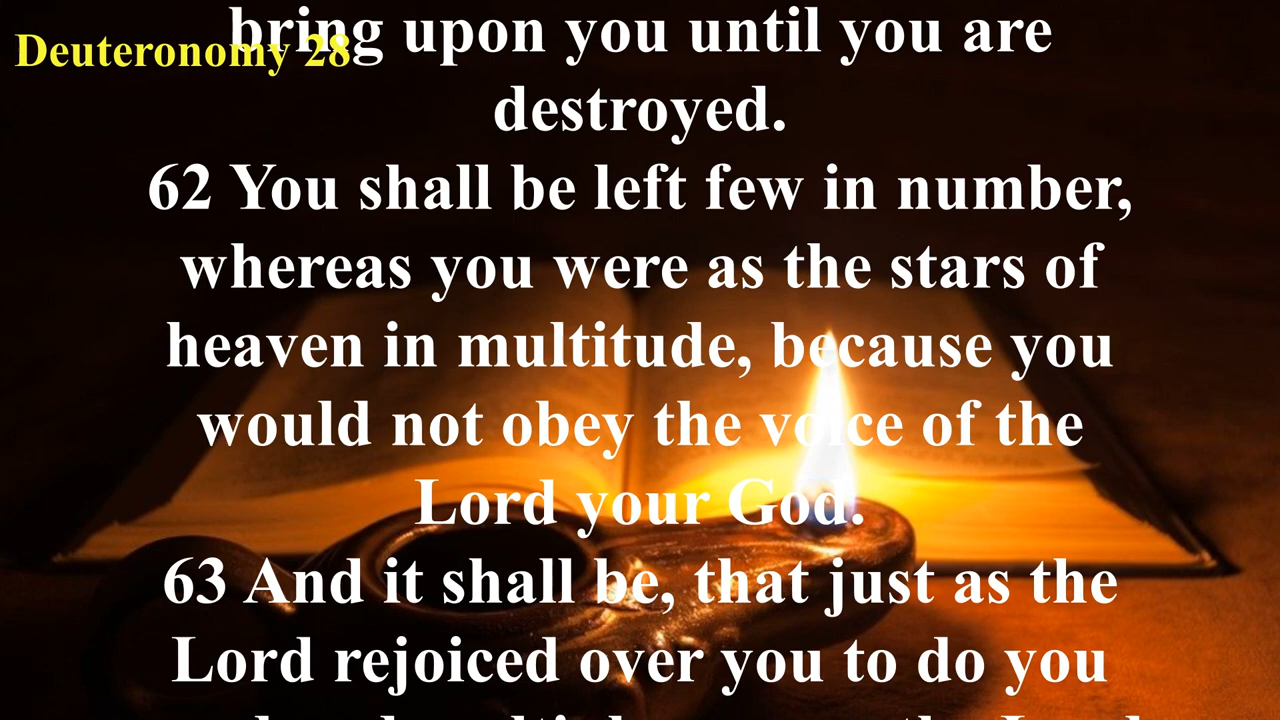 Deuteronomy 28
bring upon you until you are
destroyed.
62 You shall be left few in number,
whereas you were as the stars of
heaven in multitude, because you
would not obey the voice of the
Lord your God.
63 And it shall be, that just as the
Lord rejoiced over you to do you